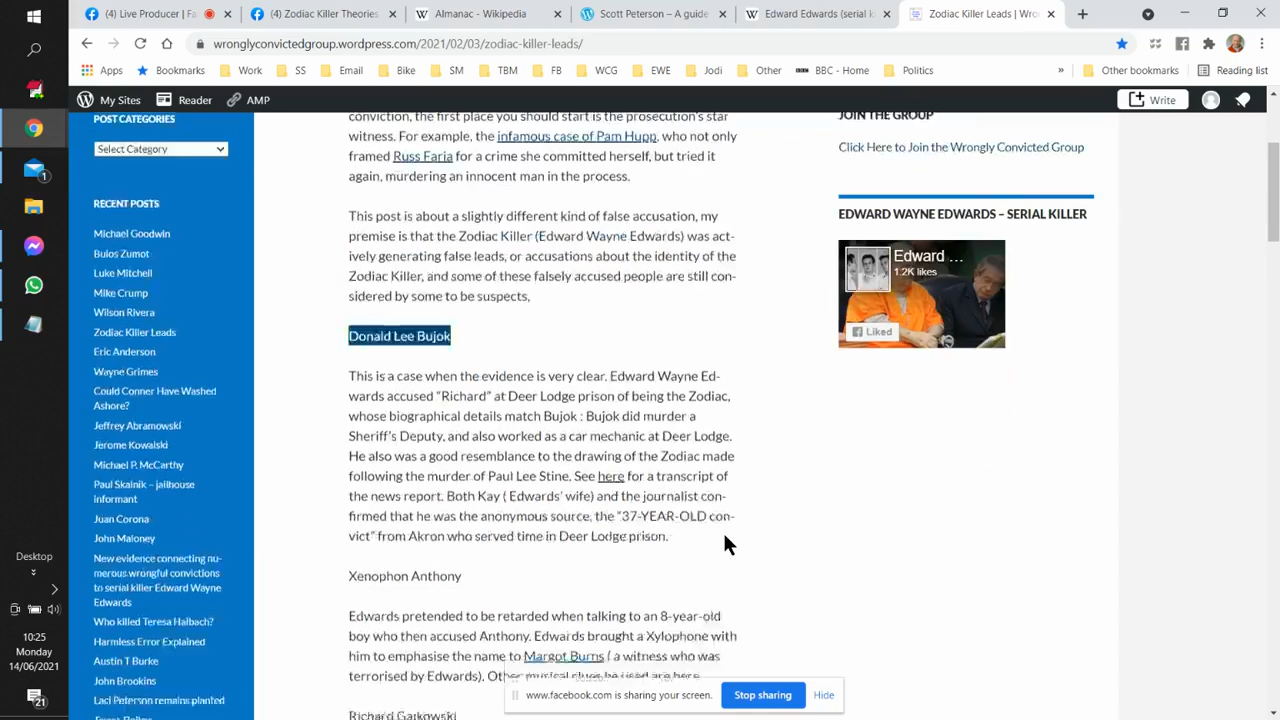 (4) Live Producer | Fa
(4) Zodiac Killer Theories
Almanac - Wikipedia
Scott Peterson – A guide
Edward Edwards (serial k
Zodiac Killer Leads | Wro
wronglyconvictedgroup.wordpress.com/2021/02/03/zodiac-killer-leads/
Apps
Bookmarks
Work
SS
Email
Bike
SM
TBM
FB
WCG
EWE
Jodi
Other
BBC - Home
Politics
»
Other bookmarks
Reading list
My Sites
Reader
AMP
Write
POST CATEGORIES
Select Category
RECENT POSTS
Michael Goodwin
Bulos Zumot
Luke Mitchell
Mike Crump
Wilson Rivera
Zodiac Killer Leads
Eric Anderson
Wayne Grimes
Could Conner Have Washed
Ashore?
Jeffrey Abramowski
Jerome Kowalski
Michael P. McCarthy
Paul Skalnik – jailhouse
informant
Juan Corona
John Maloney
New evidence connecting nu-
merous wrongful convictions
to serial killer Edward Wayne
Edwards
Who killed Teresa Halbach?
Harmless Error Explained
Austin T Burke
John Brookins
Laci Peterson remains planted
conviction, the first place you should start is the prosecution's star
witness. For example, the infamous case of Pam Hupp, who not only
framed Russ Faria for a crime she committed herself, but tried it
again, murdering an innocent man in the process.
This post is about a slightly different kind of false accusation, my
premise is that the Zodiac Killer (Edward Wayne Edwards) was act-
ively generating false leads, or accusations about the identity of the
Zodiac Killer, and some of these falsely accused people are still con-
sidered by some to be suspects,
Donald Lee Bujok
This is a case when the evidence is very clear. Edward Wayne Ed-
wards accused “Richard” at Deer Lodge prison of being the Zodiac,
whose biographical details match Bujok : Bujok did murder a
Sheriff's Deputy, and also worked as a car mechanic at Deer Lodge.
He also was a good resemblance to the drawing of the Zodiac made
following the murder of Paul Lee Stine. See here for a transcript of
the news report. Both Kay ( Edwards' wife) and the journalist con-
firmed that he was the anonymous source, the “37-YEAR-OLD con-
vict” from Akron who served time in Deer Lodge prison.
Xenophon Anthony
Edwards pretended to be retarded when talking to an 8-year-old
boy who then accused Anthony. Edwards brought a Xylophone with
him to emphasise the name to Margot Burns ( a witness who was
terrorised by Edwards). Other musical clues he used are here
Richard Gaikowski
JOIN THE GROUP
Click Here to Join the Wrongly Convicted Group
EDWARD WAYNE EDWARDS – SERIAL KILLER
Edward ...
1.2K likes
Liked
www.facebook.com is sharing your screen.
Stop sharing
Hide
Desktop
10:25
Monday
14/06/2021
1
21